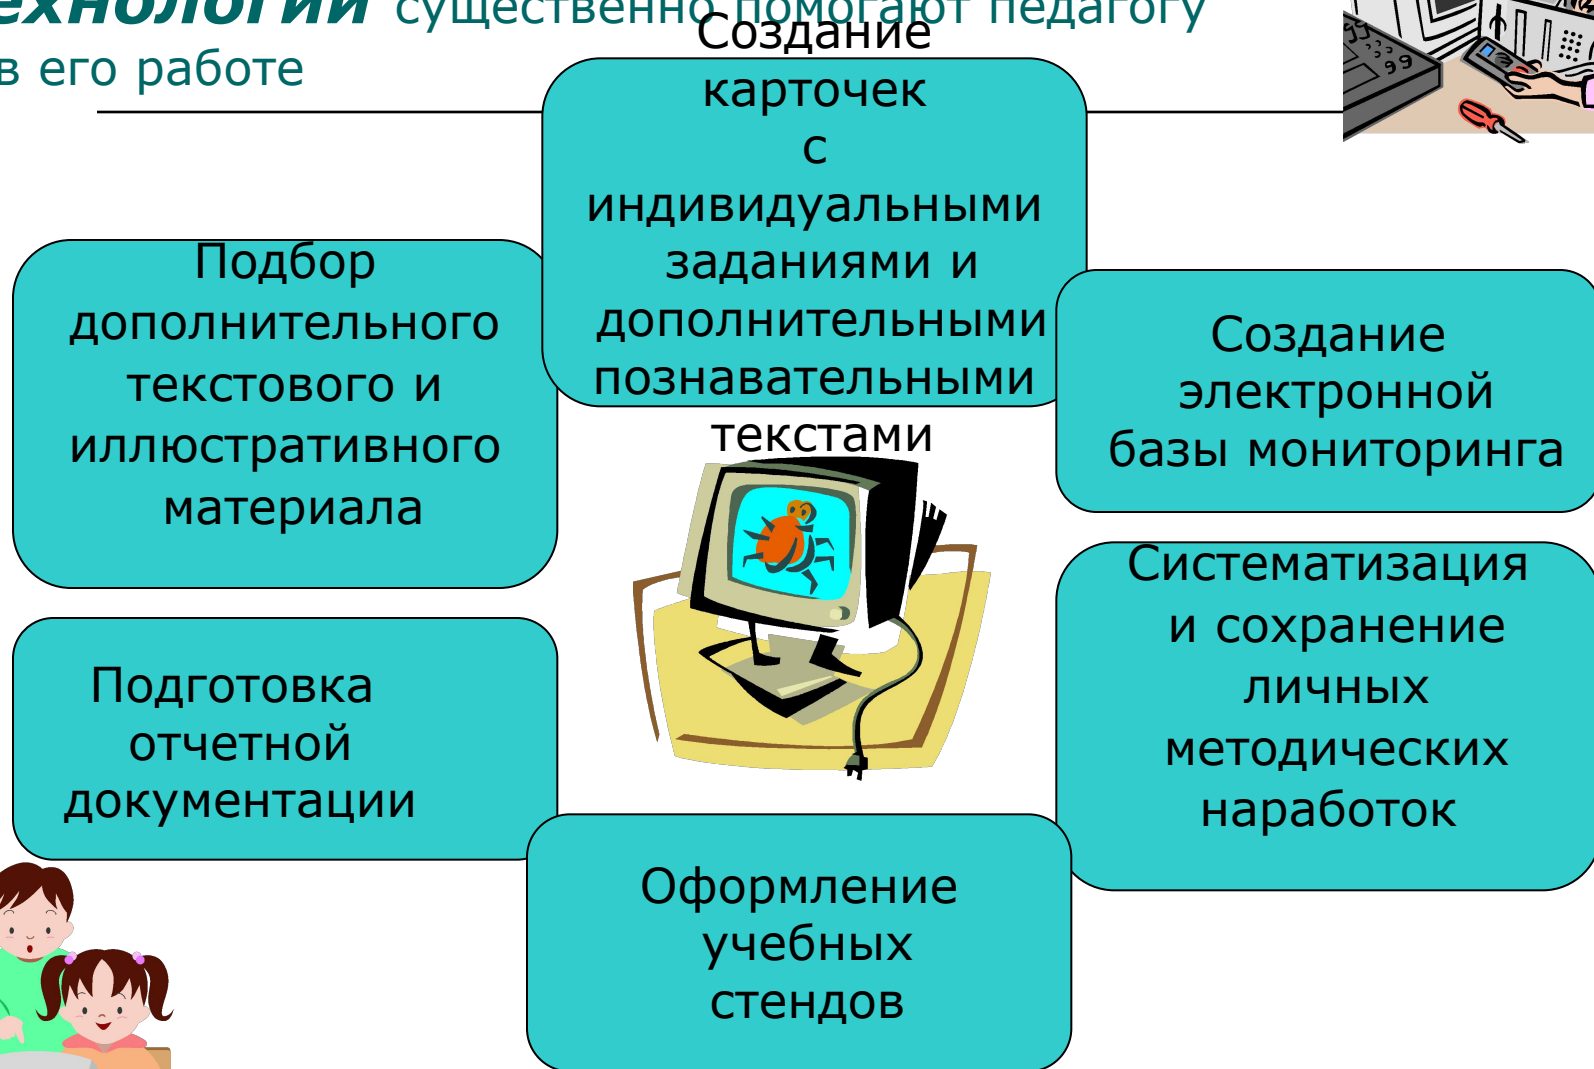 ехнологии существенно помогают педагогу
в его работе
Создание
карточек
с
индивидуальными
заданиями и
дополнительными
познавательными
текстами
Подбор
дополнительного
текстового и
иллюстративного
материала
Создание
электронной
базы мониторинга
Подготовка
отчетной
документации
Систематизация
и сохранение
личных
методических
наработок
Оформление
учебных
стендов